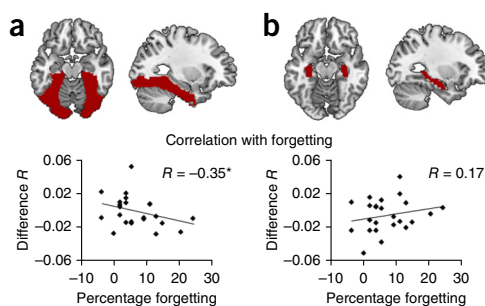 a
b
Correlation with forgetting
R = −0.35*
R = 0.17
Difference R
0.06
0.02
−0.02
−0.06
−10 0 10 20 30
Percentage forgetting
Difference R
0.06
0.02
−0.02
−0.06
−10 0 10 20 30
Percentage forgetting